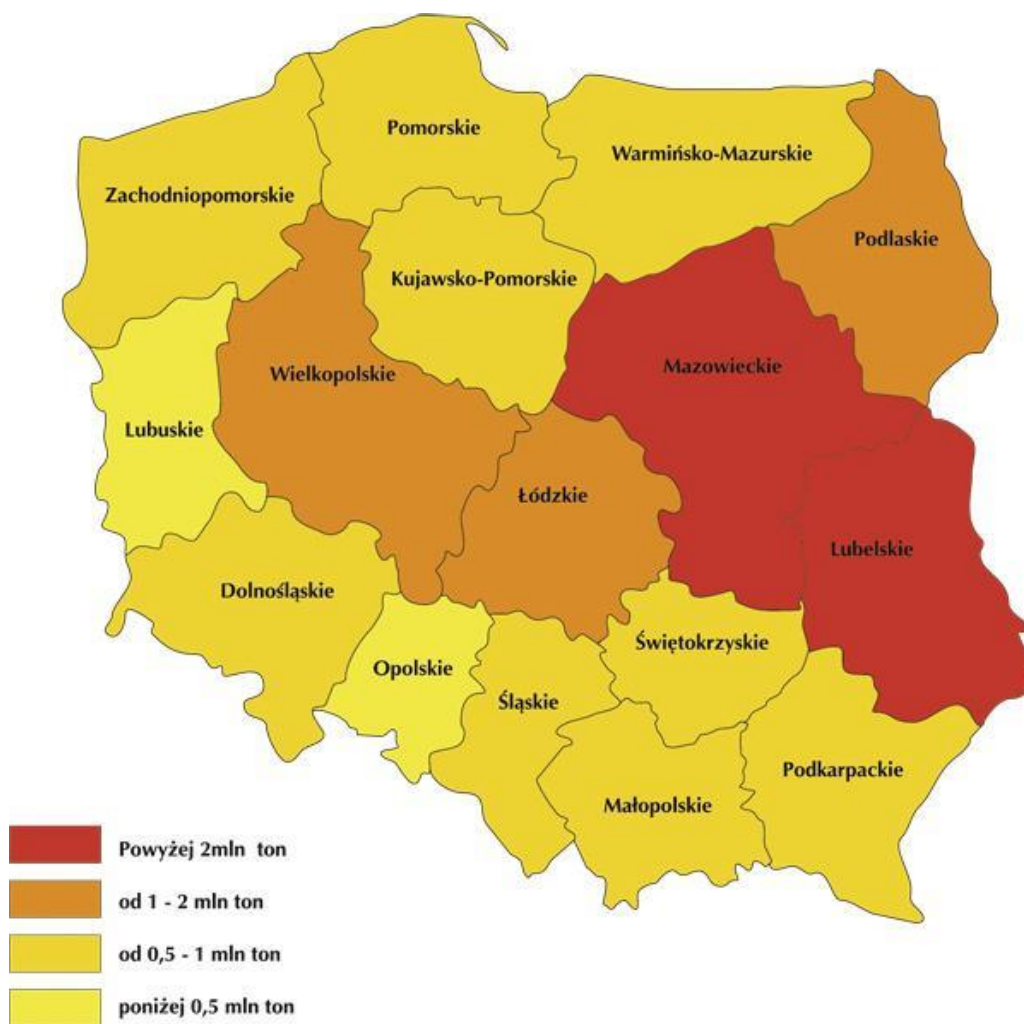 Pomorskie
Warmińsko-Mazurskie
Zachodniopomorskie
Podlaskie
Kujawsko-Pomorskie
Mazowieckie
Wielkopolskie
Lubuskie
Łódzkie
Lubelskie
Dolnośląskie
Świętokrzyskie
Opolskie
Śląskie
Podkarpackie
Małopolskie
Powyżej 2mln ton
od 1 - 2 mln ton
od 0,5 - 1 mln ton
poniżej 0,5 mln ton